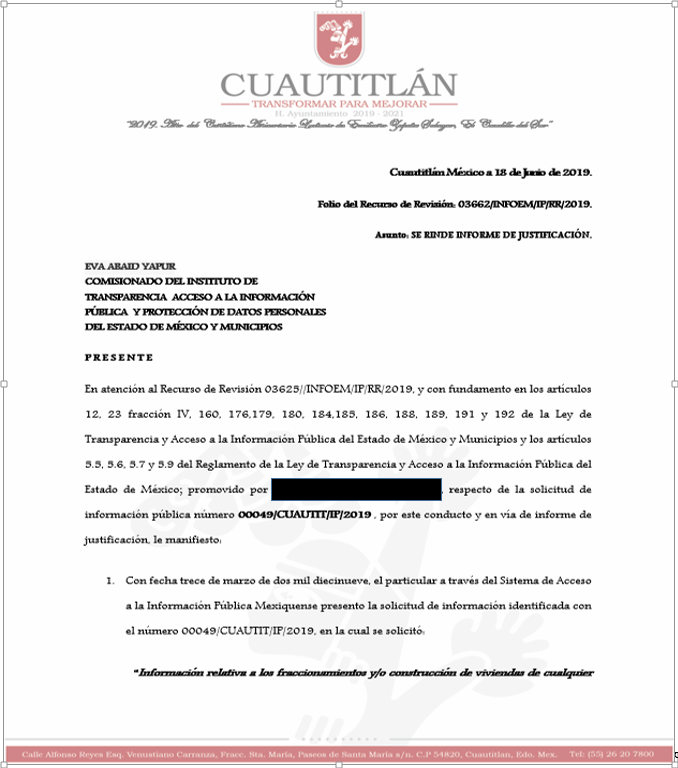 CUAUTITLÁN
TRANSFORMAR PARA MEJORAR
H. Ayuntamiento 2019 - 2021
"2019. Año del Centésimo Aniversario Luctuoso de Emiliano Zapata Salazar, El Caudillo del Sur"
Cuautitlán México a 18 de Junio de 2019.
Folio del Recurso de Revisión: 03662/INFOEM/IP/RR/2019.
Asunto: SE RINDE INFORME DE JUSTIFICACIÓN.
EVA ABAID YAPUR
COMISIONADO DEL INSTITUTO DE
TRANSPARENCIA ACCESO A LA INFORMACIÓN
PÚBLICA Y PROTECCIÓN DE DATOS PERSONALES
DEL ESTADO DE MÉXICO Y MUNICIPIOS
P R E S E N T E
En atención al Recurso de Revisión 03625//INFOEM/IP/RR/2019, y con fundamento en los artículos
12, 23 fracción IV, 160, 176,179, 180, 184,185, 186, 188, 189, 191 y 192 de la Ley de
Transparencia y Acceso a la Información Pública del Estado de México y Municipios y los artículos
5.5, 5.6, 5.7 y 5.9 del Reglamento de la Ley de Transparencia y Acceso a la Información Pública del
Estado de México; promovido por , respecto de la solicitud de
información pública número 00049/CUAUTIT/IP/2019 , por este conducto y en vía de informe de
justificación, le manifiesto:
1. Con fecha trece de marzo de dos mil diecinueve, el particular a través del Sistema de Acceso
a la Información Pública Mexiquense presento la solicitud de información identificada con
el número 00049/CUAUTIT/IP/2019, en la cual se solicitó:
"Información relativa a los fraccionamientos y/o construcción de viviendas de cualquier
Calle Alfonso Reyes Esq. Venustiano Carranza, Fracc. Sta. María, Paseos de Santa María s/n. C.P 54820, Cuautitlan, Edo. Mex. Tel: (55) 26 20 7800